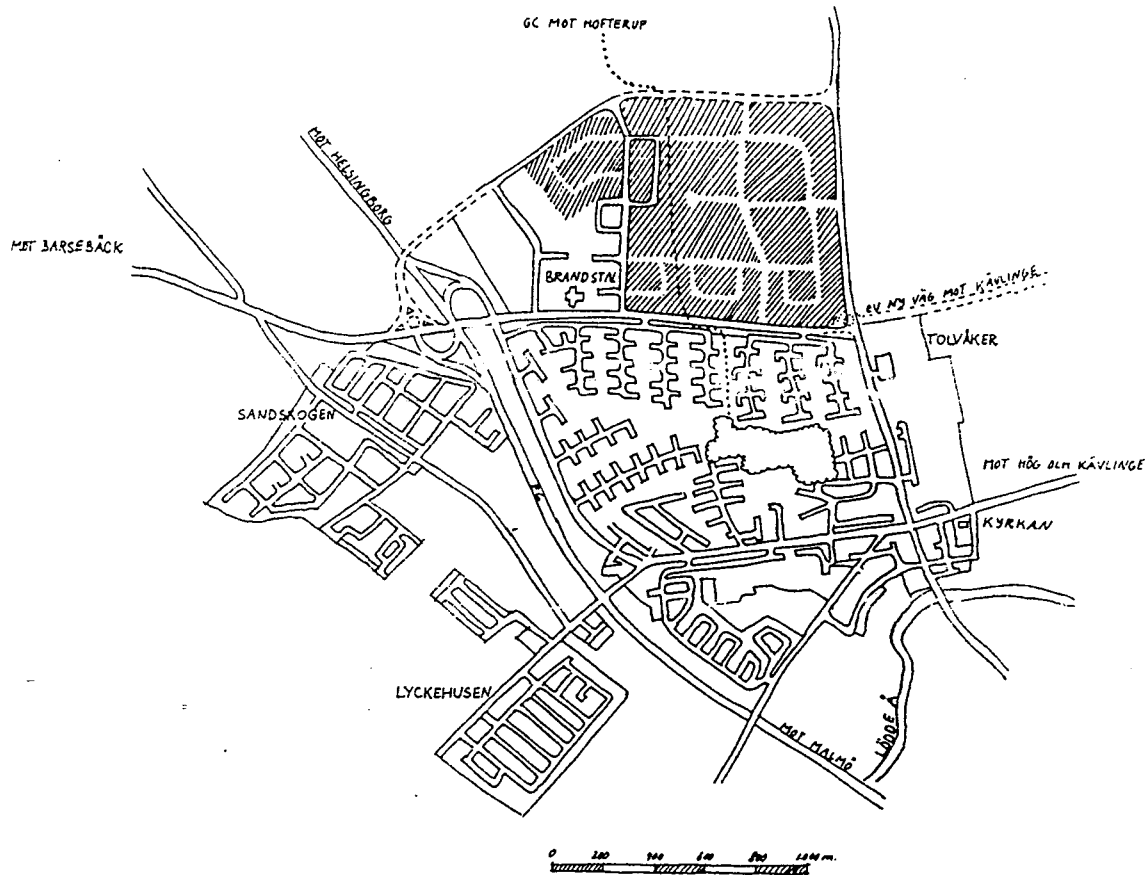 GC MOT HOFTERUP
MOT HELSINGBORG
MOT BARSEBÄCK
BRANDSTN.
EV NY VÄG MOT KÄVLINGE
TOLVÅKER
SANDSKOGEN
MOT HÖG OCH KÄVLINGE
E6
KYRKAN
LYCKEHUSEN
MOT MALMÖ
LÖDDE Å
0 200 400 600 800 1000 m.